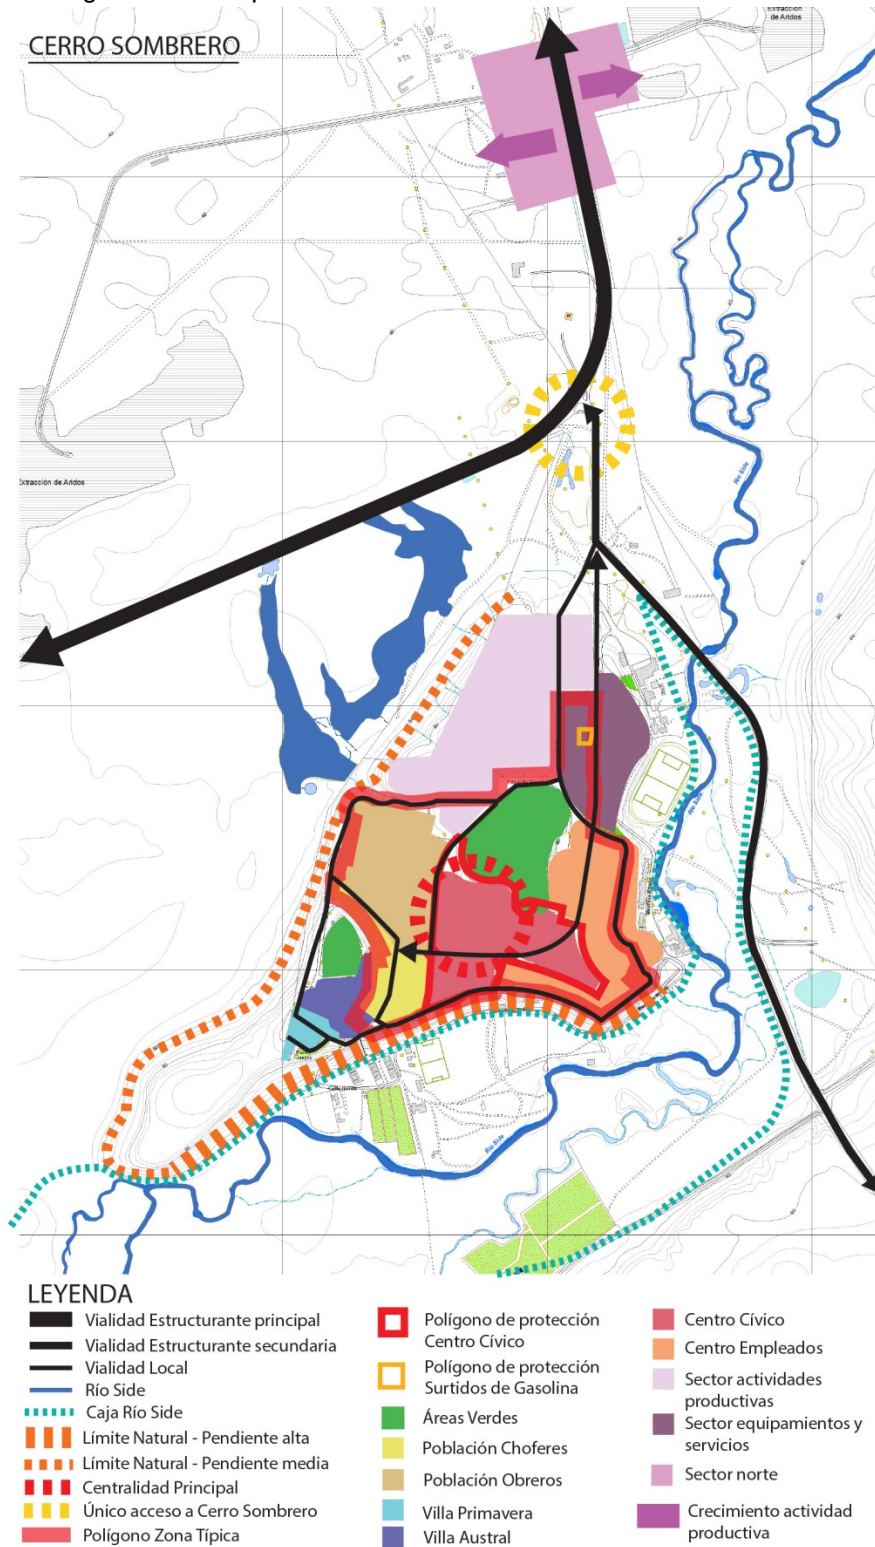 CERRO SOMBRERO
Extracción
de Aridos
Río Side
Extracción de Aridos
Río Side
Río Side
LEYENDA
Vialidad Estructurante principal
Vialidad Estructurante secundaria
Vialidad Local
Río Side
Caja Río Side
Límite Natural - Pendiente alta
Límite Natural - Pendiente media
Centralidad Principal
Único acceso a Cerro Sombrero
Polígono Zona Típica
Polígono de protección
Centro Cívico
Polígono de protección
Surtidos de Gasolina
Áreas Verdes
Población Choferes
Población Obreros
Villa Primavera
Villa Austral
Centro Cívico
Centro Empleados
Sector actividades
productivas
Sector equipamientos y
servicios
Sector norte
Crecimiento actividad
productiva